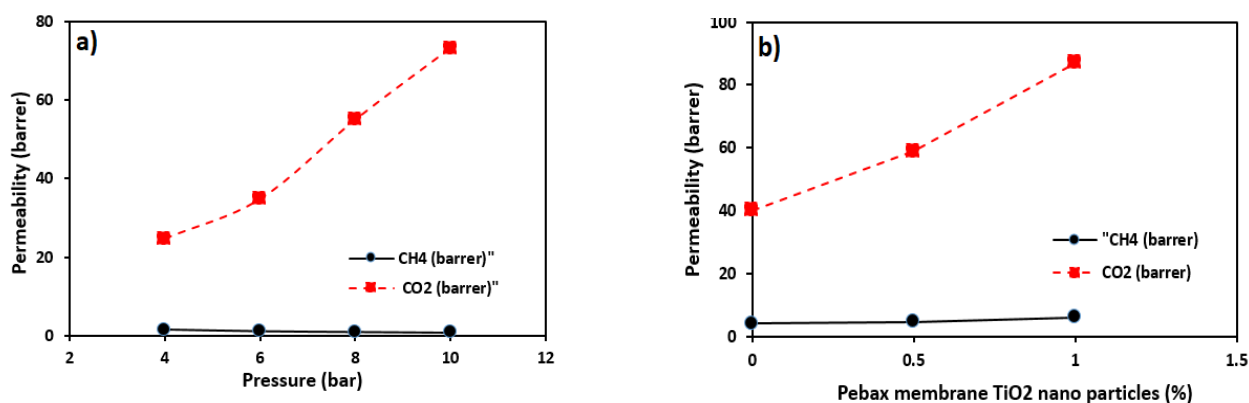 a)
Permeability (barrer)
80
60
40
20
0
2
4
6
8
10
12
Pressure (bar)
CH4 (barrer)"
CO2 (barrer)"
b)
Permeability (barrer)
100
80
60
40
20
0
0
0.5
1
1.5
Pebax membrane TiO2 nano particles (%)
"CH4 (barrer)
CO2 (barrer)